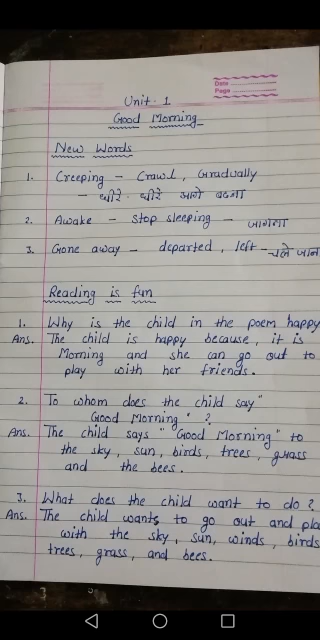 Date
Page
Unit. 1
Good Morning
New Words
1. Creeping - Crawl, Gradually
- धीरे धीरे आगे बढ़ना
2. Awake - Stop sleeping - जागना
3. Gone away - departed, left - चले जान
Reading is fun
1. Why is the child in the poem happy
Ans. The child is happy because, it is
Morning and she can go out to
play with her friends.
2. To whom does the child say "
Good Morning" ?
Ans. The child says "Good Morning" to
the sky, sun, birds, trees, grass
and the bees.
3. What does the child want to do?
Ans. The child wants to go out and pla
with the sky, sun, winds, birds
trees, grass, and bees.